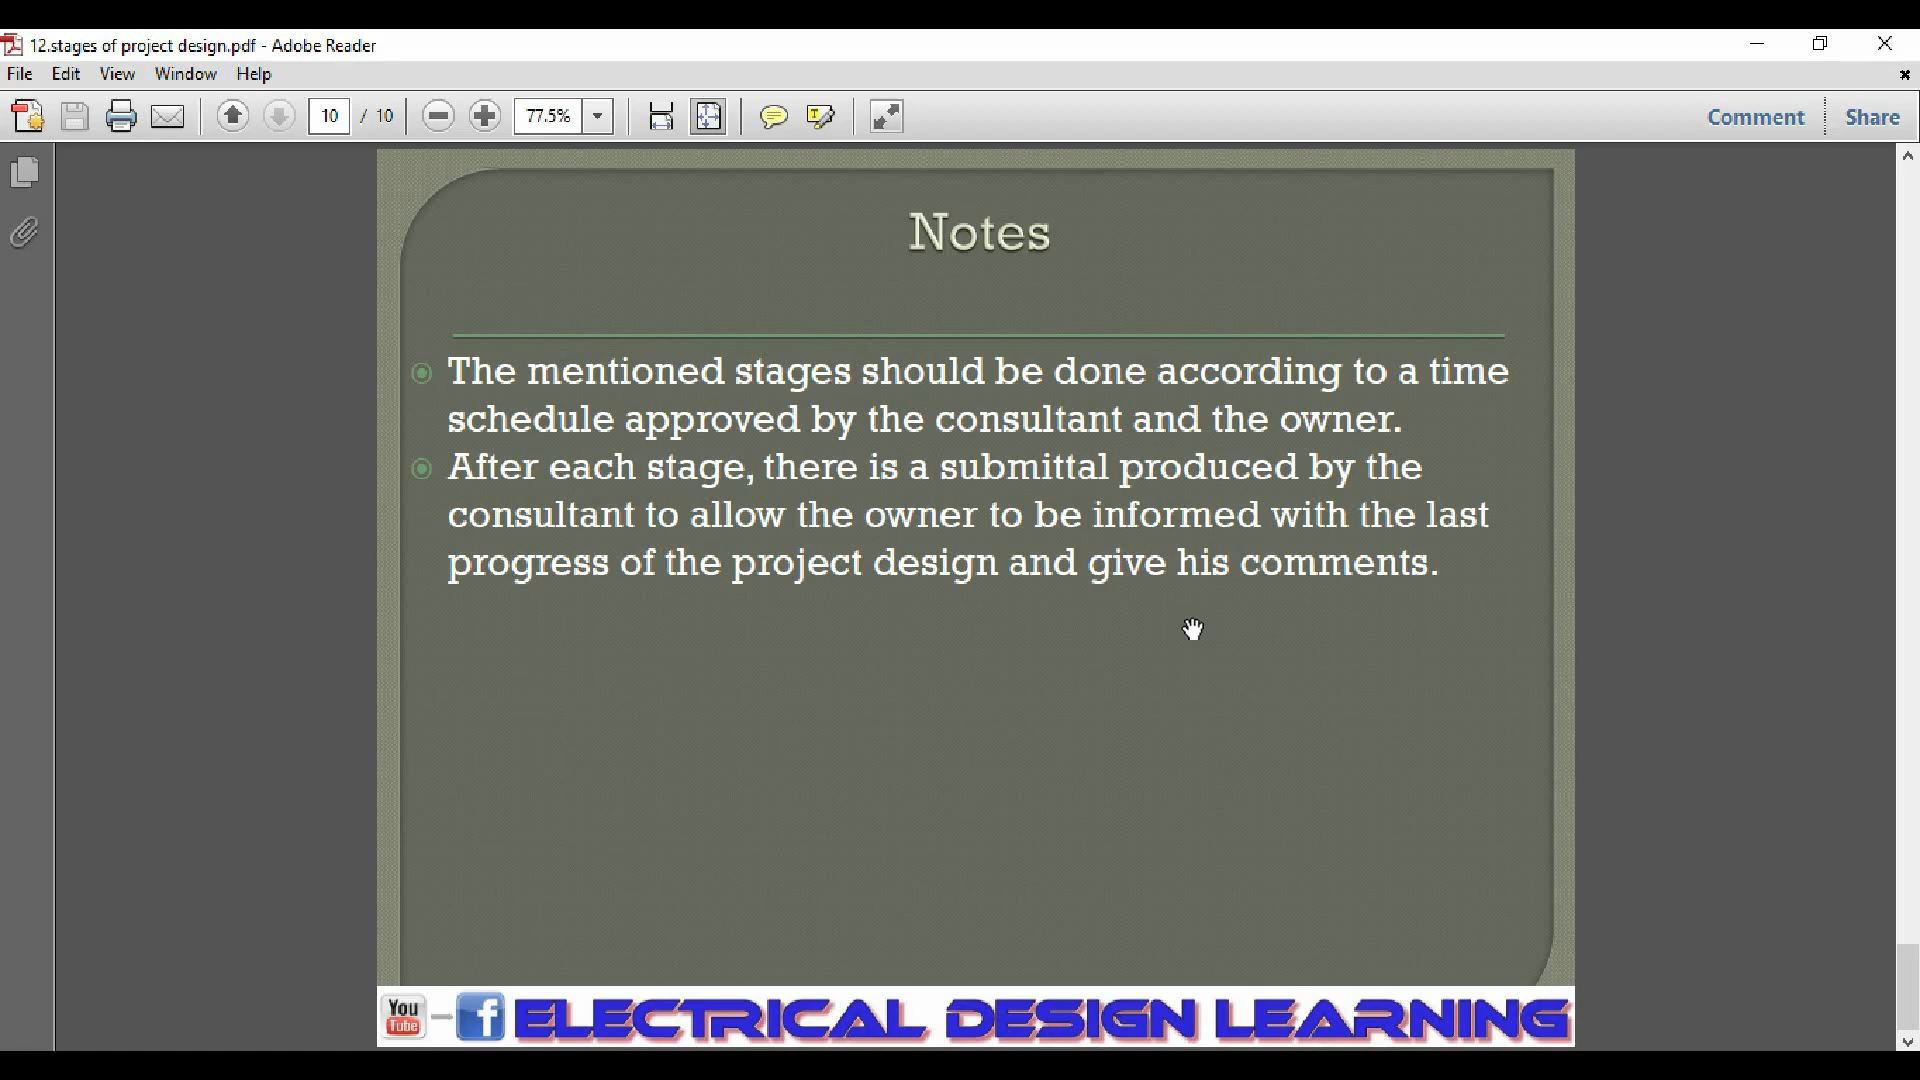 12.stages of project design.pdf - Adobe Reader
File Edit View Window Help
10 / 10 77.5% Comment Share
Notes
The mentioned stages should be done according to a time
schedule approved by the consultant and the owner.
After each stage, there is a submittal produced by the
consultant to allow the owner to be informed with the last
progress of the project design and give his comments.
You Tube – f ELECTRICAL DESIGN LEARNING